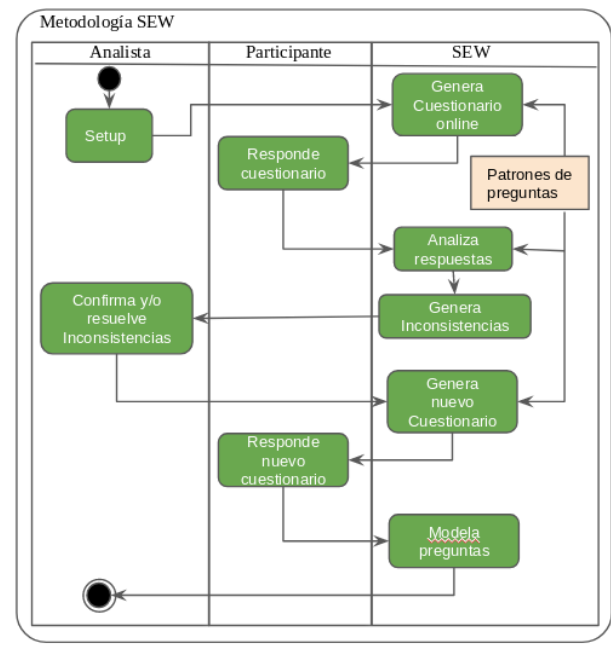 Metodología SEW
Analista
Participante
SEW
Genera
Cuestionario
online
Setup
Responde
cuestionario
Patrones de
preguntas
Analiza
respuestas
Confirma y/o
resuelve
Inconsistencias
Genera
Inconsistencias
Genera
nuevo
Cuestionario
Responde
nuevo
cuestionario
Modela
preguntas